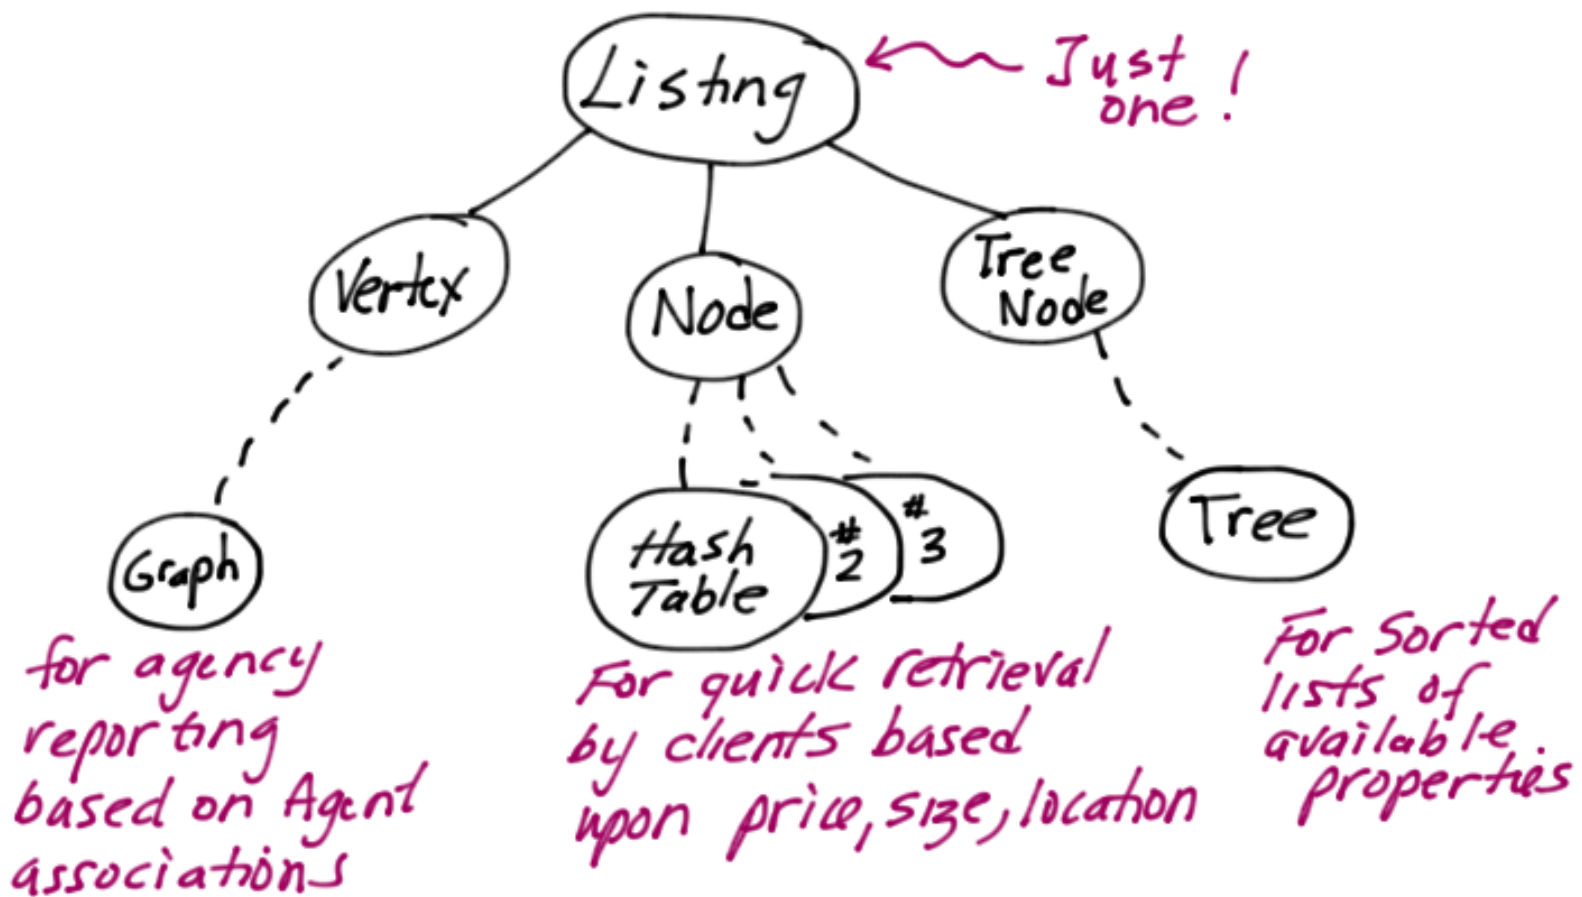 Listing
Just
one!
Vertex
Node
Tree
Node
Graph
Hash
Table
#
2
#
3
Tree
for agency
reporting
based on Agent
associations
For quick retrieval
by clients based
upon price, size, location
For sorted
lists of
available
properties